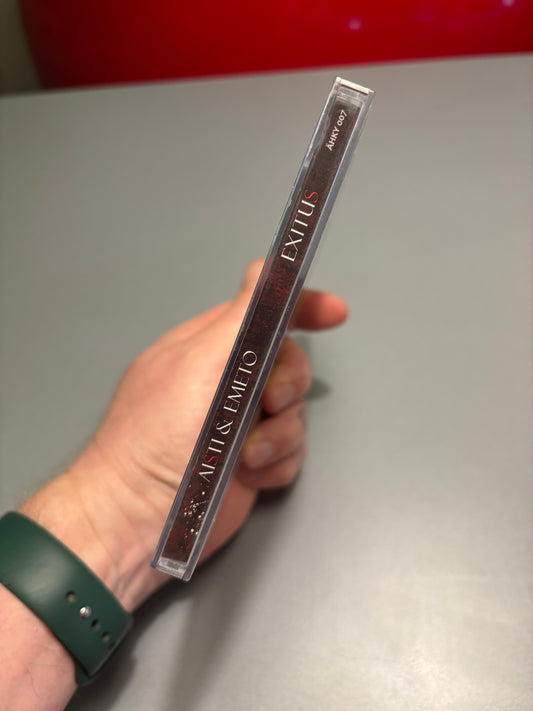 AISTI & EMETO EXITUS ÄHKY 007